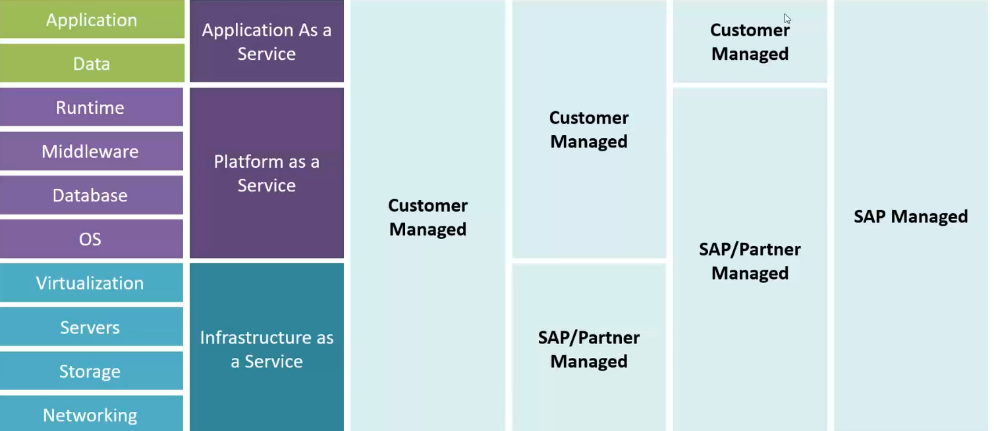 Application
Data
Runtime
Middleware
Database
OS
Virtualization
Servers
Storage
Networking
Application As a
Service
Platform as a
Service
Infrastructure as
a Service
Customer
Managed
Customer
Managed
SAP/Partner
Managed
Customer
Managed
SAP/Partner
Managed
SAP Managed